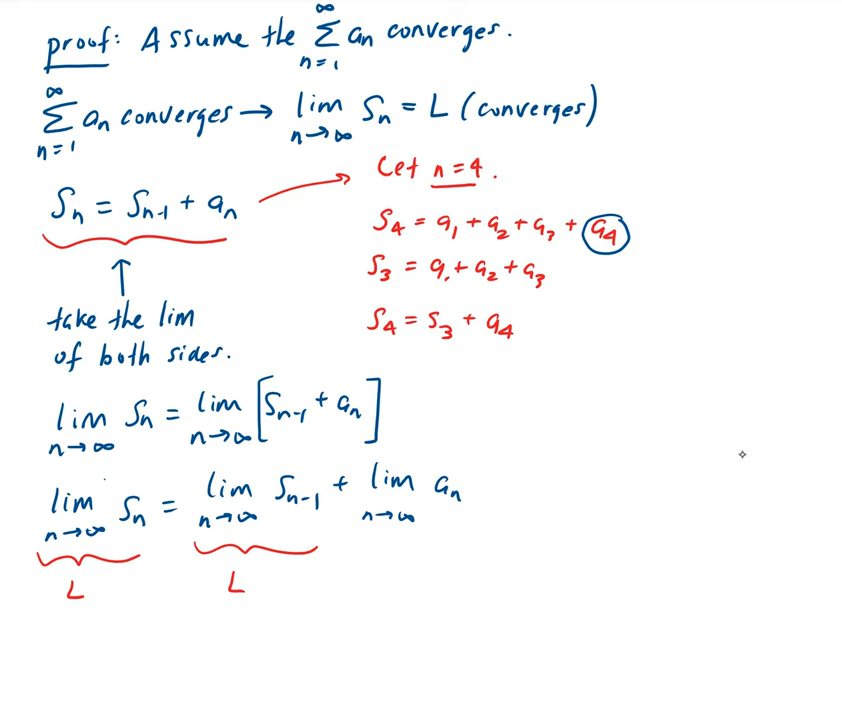 proof: Assume the ∑_{n=1}^{∞} a_n converges.
∑_{n=1}^{∞} a_n converges → lim_{n→∞} S_n = L (converges)
S_n = S_{n-1} + a_n
Let n=4.
S_4 = a_1 + a_2 + a_3 + a_4
S_3 = a_1 + a_2 + a_3
S_4 = S_3 + a_4
↑
take the lim
of both sides.
lim_{n→∞} S_n = lim_{n→∞} [S_{n-1} + a_n]
lim_{n→∞} S_n = lim_{n→∞} S_{n-1} + lim_{n→∞} a_n
L L